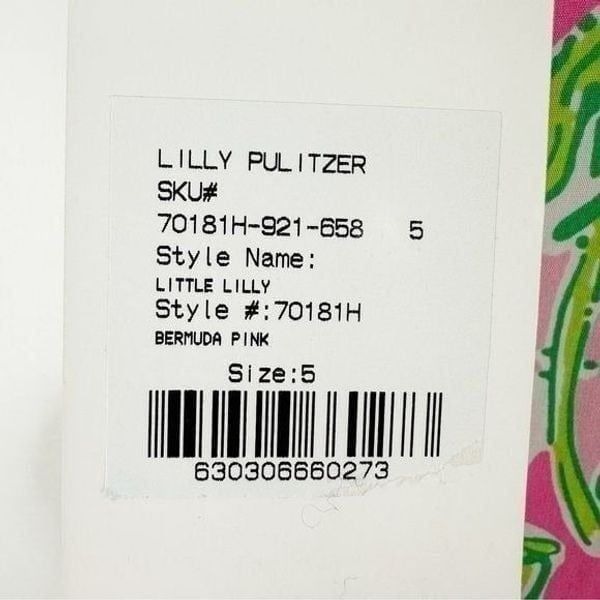 LILLY PULITZER
SKU#
70181H-921-658 5
Style Name:
LITTLE LILLY
Style #:70181H
BERMUDA PINK
Size:5
630306660273